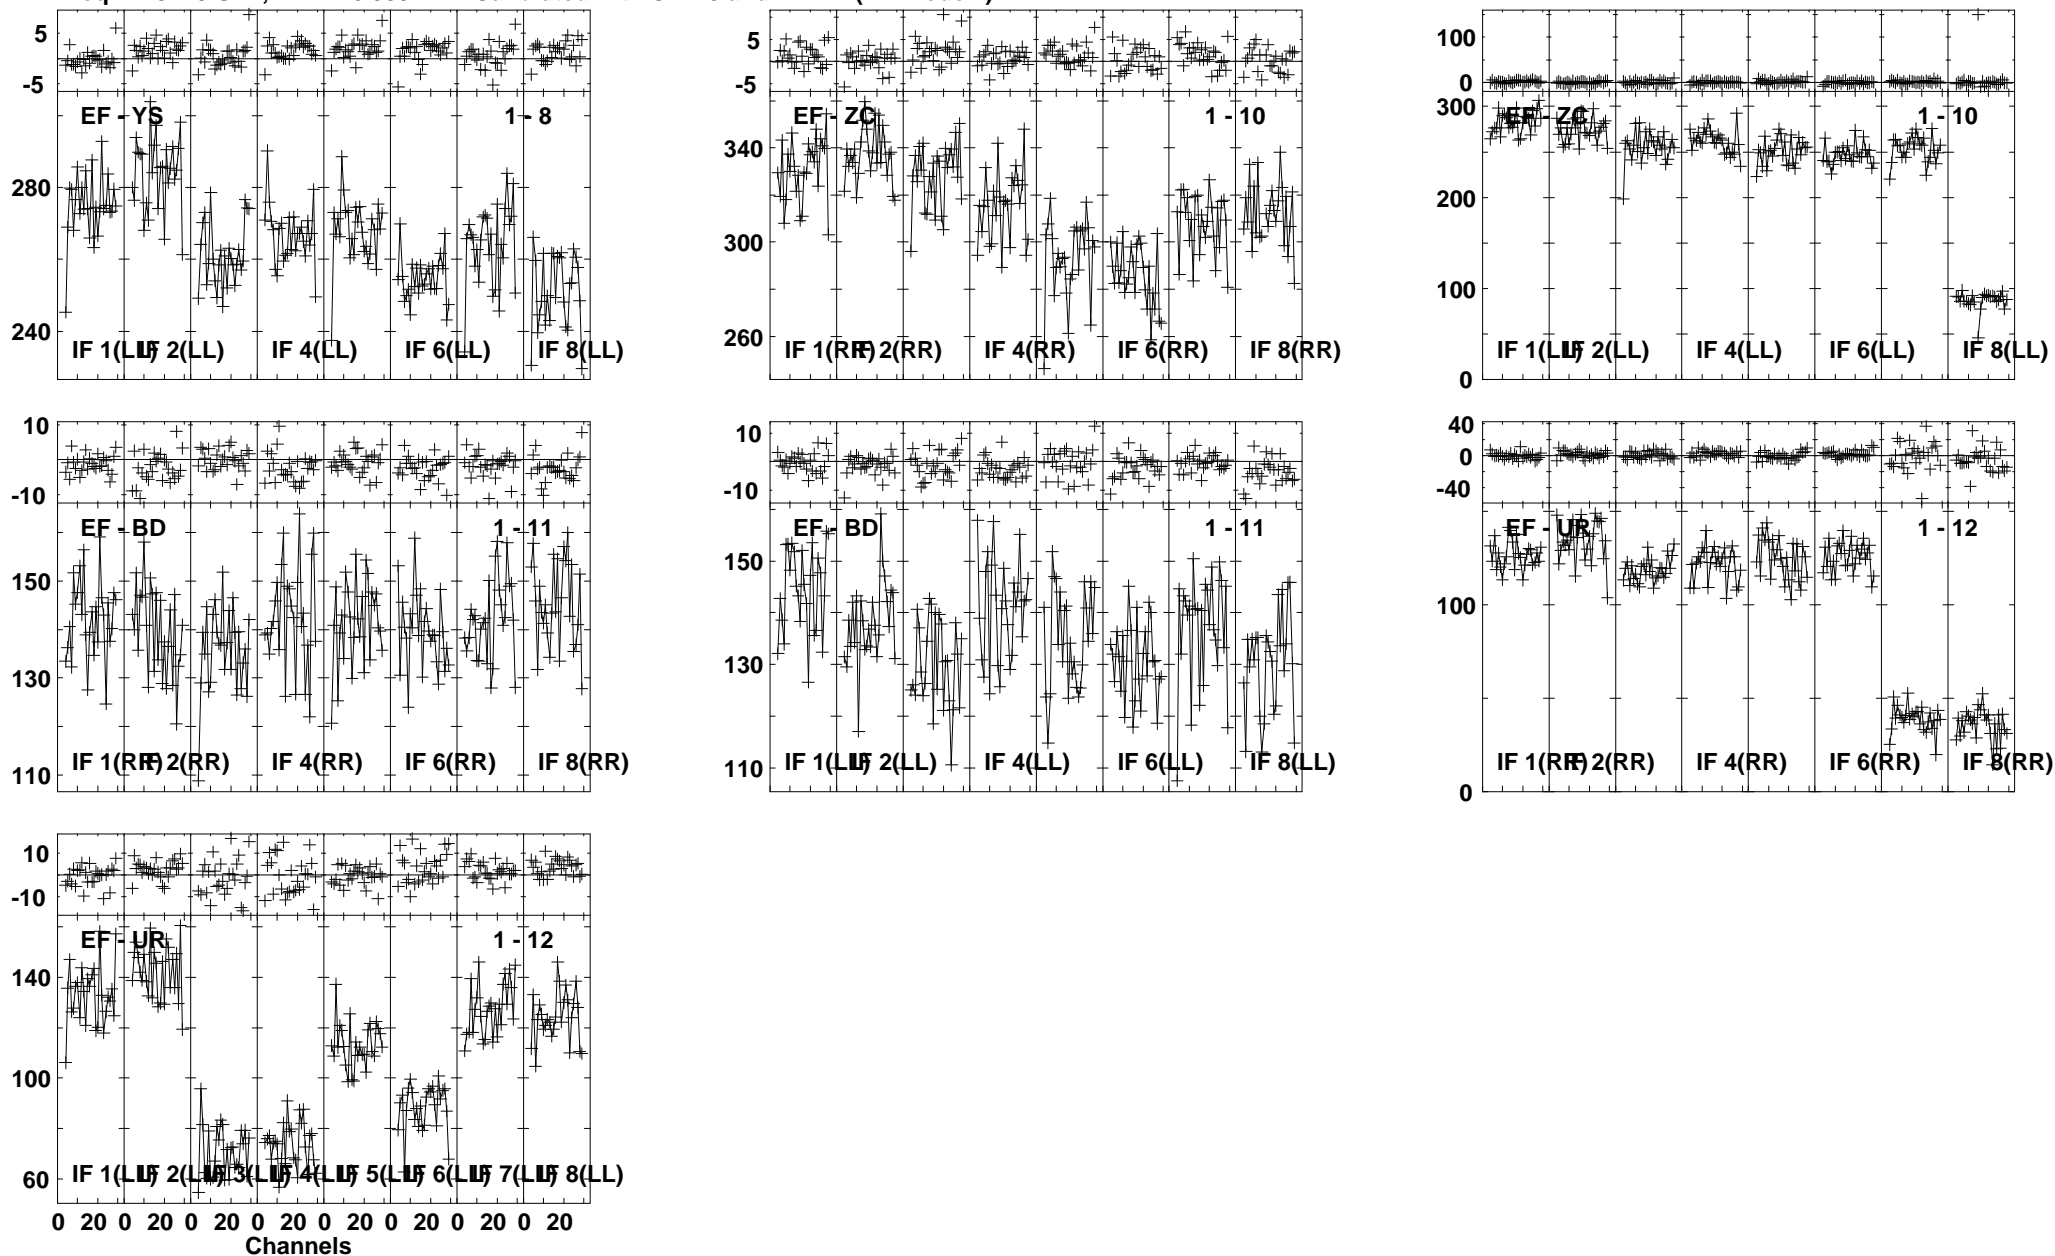 5
-5
EF - YS
1 - 8
280
240
IF 1(LL) IF 2(LL) IF 4(LL) IF 6(LL) IF 8(LL)
5
-5
EF - ZC
1 - 10
340
300
260
IF 1(RR) IF 2(RR) IF 4(RR) IF 6(RR) IF 8(RR)
100
0
300
EF - ZC
1 - 10
200
100
IF 1(LL) IF 2(LL) IF 4(LL) IF 6(LL) IF 8(LL)
0
10
-10
EF - BD
1 - 11
150
130
IF 1(RR) IF 2(RR) IF 4(RR) IF 6(RR) IF 8(RR)
110
10
-10
EF - BD
1 - 11
150
130
IF 1(LL) IF 2(LL) IF 4(LL) IF 6(LL) IF 8(LL)
110
40
0
-40
EF - UR
1 - 12
100
IF 1(RR) IF 2(RR) IF 4(RR) IF 6(RR) IF 8(RR)
0
10
-10
EF - UR
1 - 12
140
100
60
IF 1(LL) IF 2(LL) IF 3(LL) IF 4(LL) IF 5(LL) IF 6(LL) IF 7(LL) IF 8(LL)
0 20 0 20 0 20 0 20 0 20 0 20 0 20 0 20
Channels